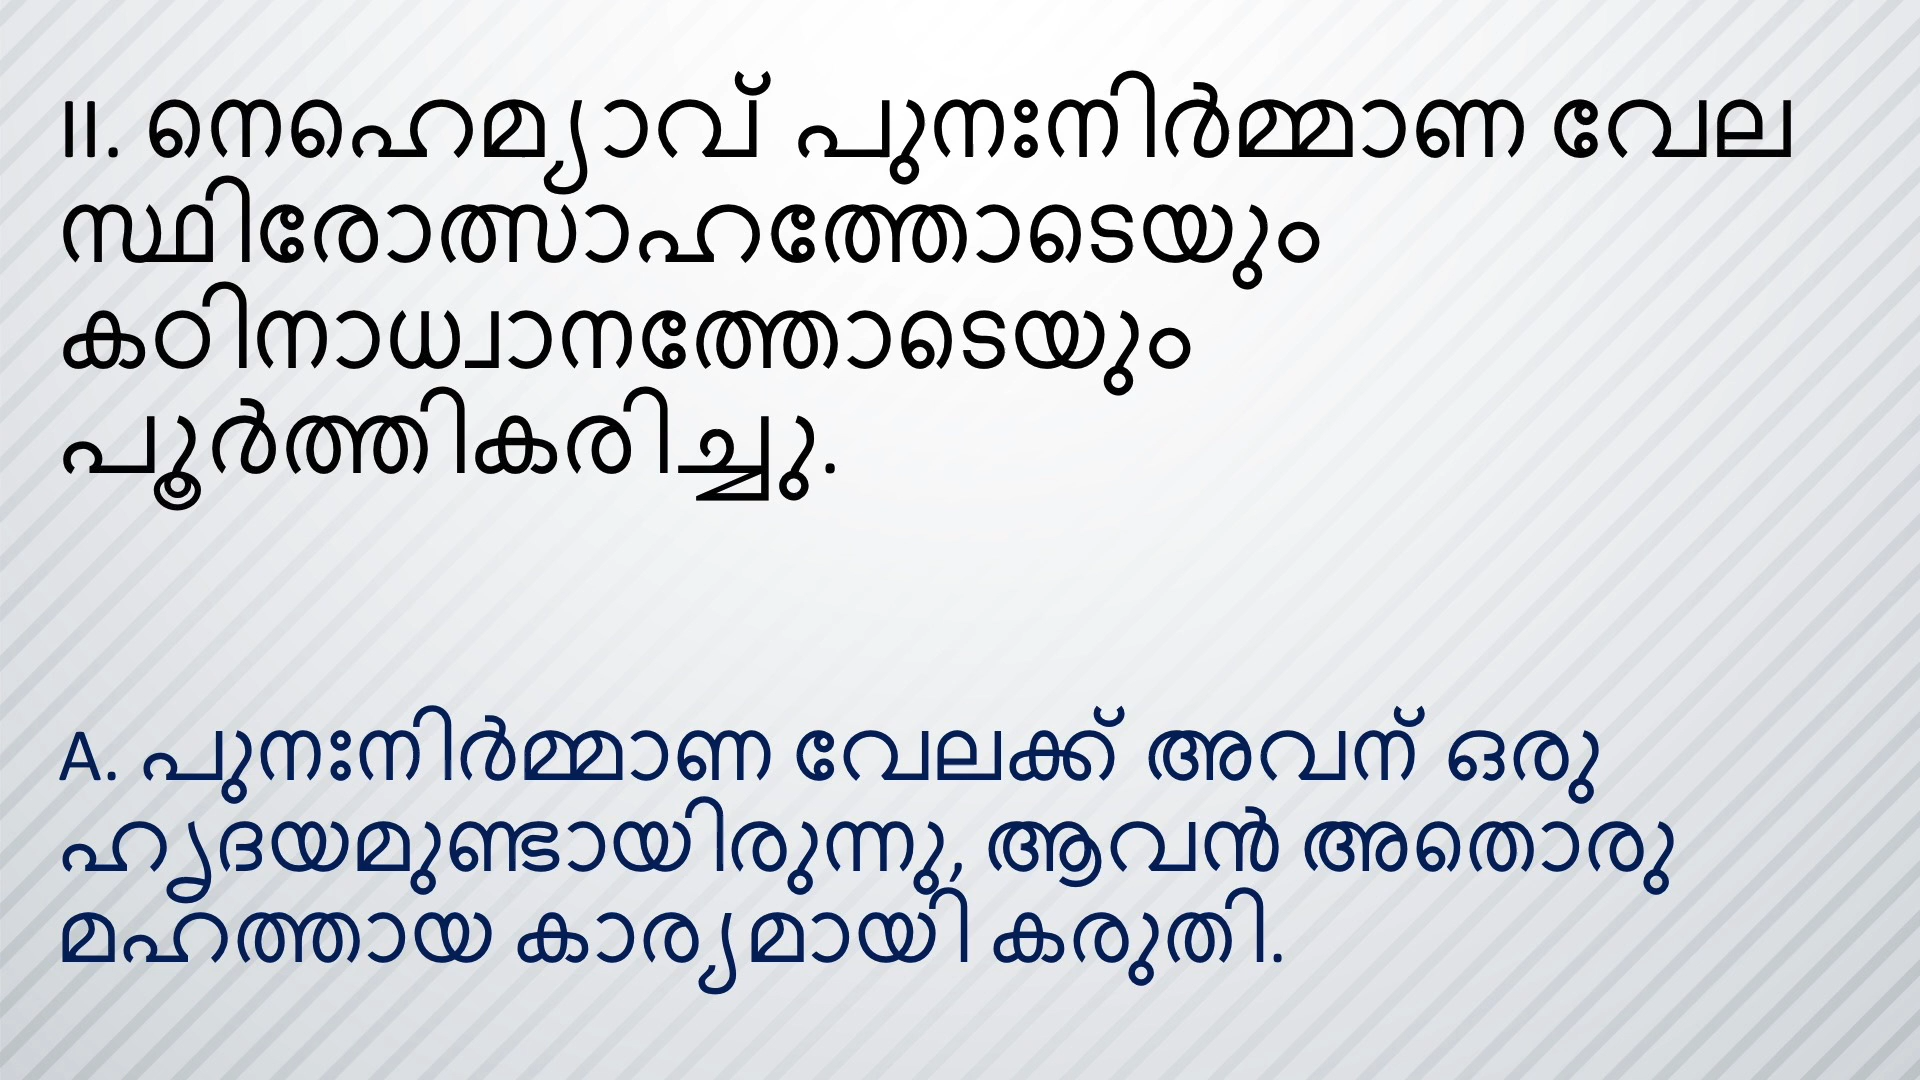 II. നെഹെമ്യാവ് പുനഃനിർമ്മാണ വേല
സ്ഥിരോത്സാഹത്തോടെയും
കഠിനാധ്വാനത്തോടെയും
പൂർത്തികരിച്ചു.
A. പുനഃനിർമ്മാണ വേലക്ക് അവന് ഒരു
ഹൃദയമുണ്ടായിരുന്നു, ആവൻ അതൊരു
മഹത്തായ കാര്യമായി കരുതി.